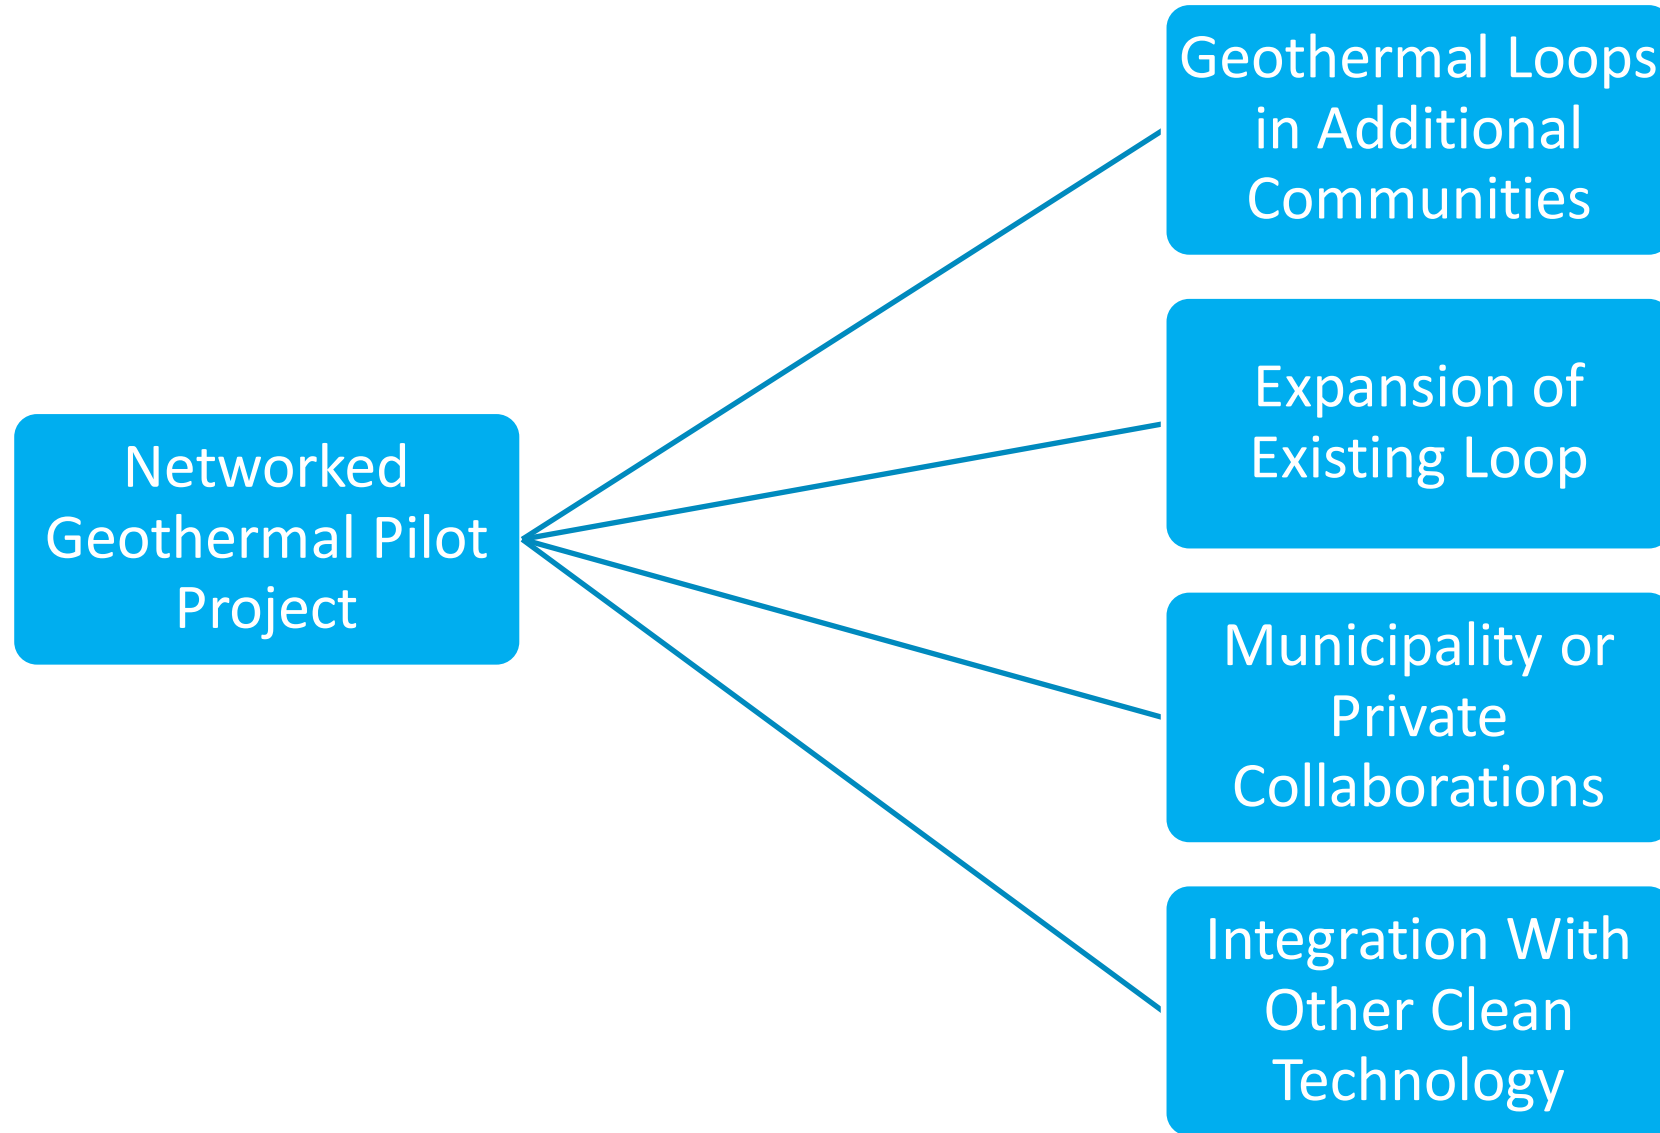 Networked
Geothermal Pilot
Project
Geothermal Loops
in Additional
Communities
Expansion of
Existing Loop
Municipality or
Private
Collaborations
Integration With
Other Clean
Technology